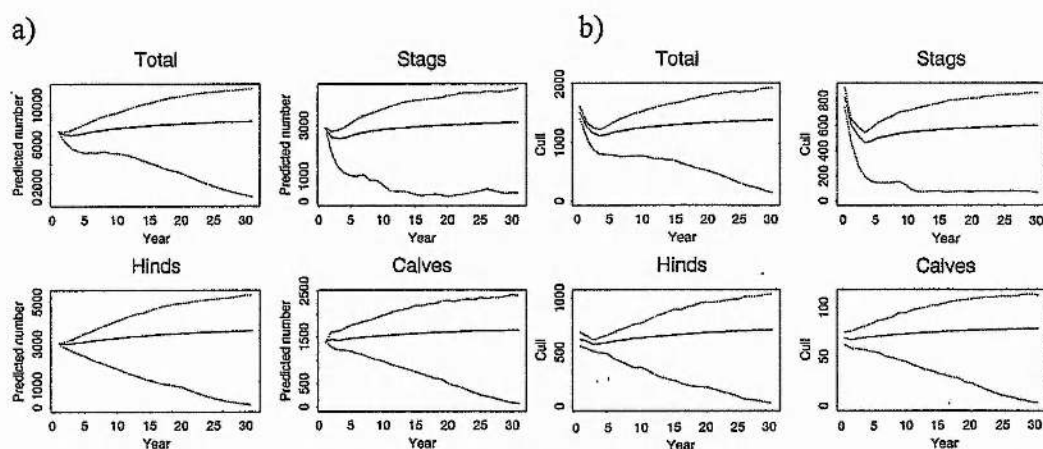 a)
Total
Predicted number
02000 6000 10000
0 5 10 15 20 25 30
Year
Stags
Predicted number
0 1000 3000
0 5 10 15 20 25 30
Year
Hinds
Predicted number
0 1000 3000 5000
0 5 10 15 20 25 30
Year
Calves
Predicted number
0 500 1500 2500
0 5 10 15 20 25 30
Year
b)
Total
Cull
0 1000 2000
0 5 10 15 20 25 30
Year
Stags
Cull
0 200 400 600 800
0 5 10 15 20 25 30
Year
Hinds
Cull
0 500 1000
0 5 10 15 20 25 30
Year
Calves
Cull
0 50 100
0 5 10 15 20 25 30
Year